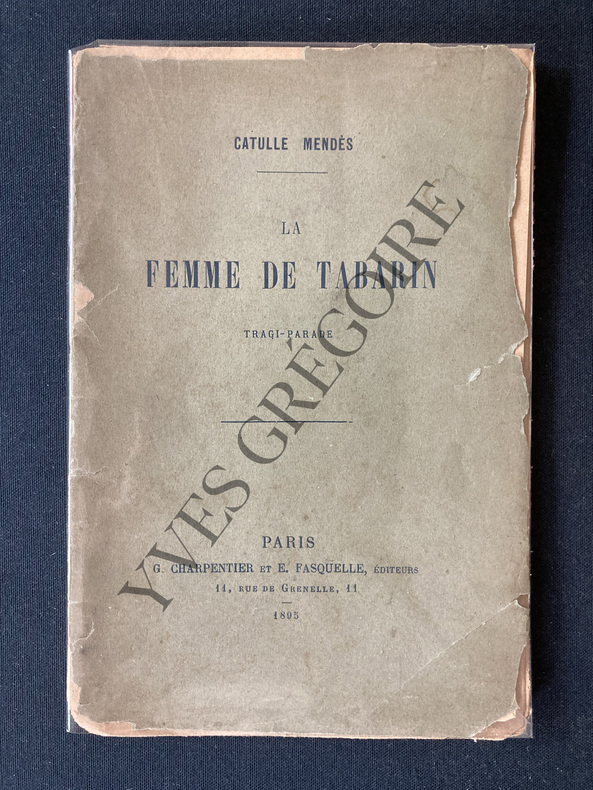 CATULLE MENDÈS
LA
FEMME DE TABARIN
TRAGI-PARADE
PARIS
G. CHARPENTIER ET E. FASQUELLE, ÉDITEURS
11, RUE DE GRENELLE, 11
1895
YVES GRÉGOIRE